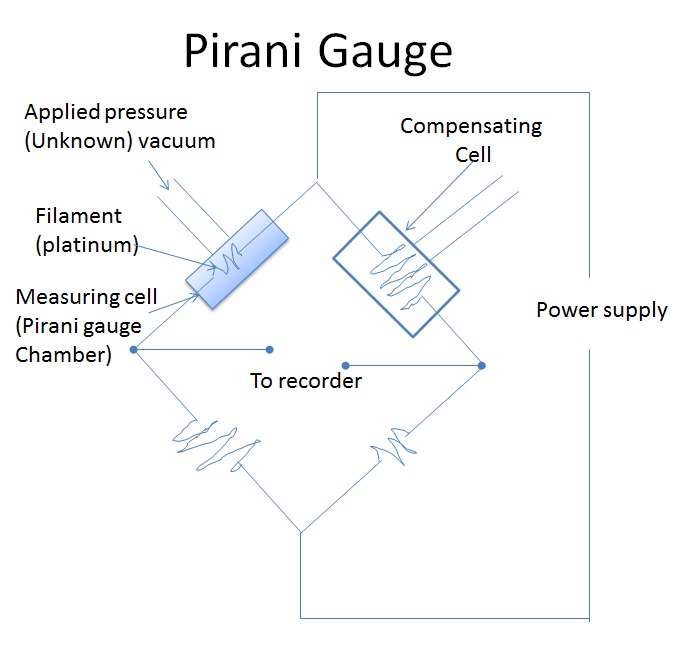 Pirani Gauge
Applied pressure
(Unknown) vacuum
Compensating
Cell
Filament
(platinum)
Measuring cell
(Pirani gauge
Chamber)
Power supply
To recorder